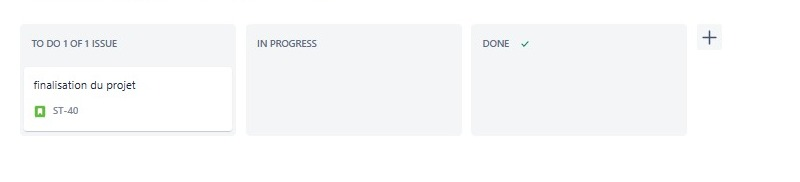 TO DO 1 OF 1 ISSUE
finalisation du projet
ST-40
IN PROGRESS
DONE